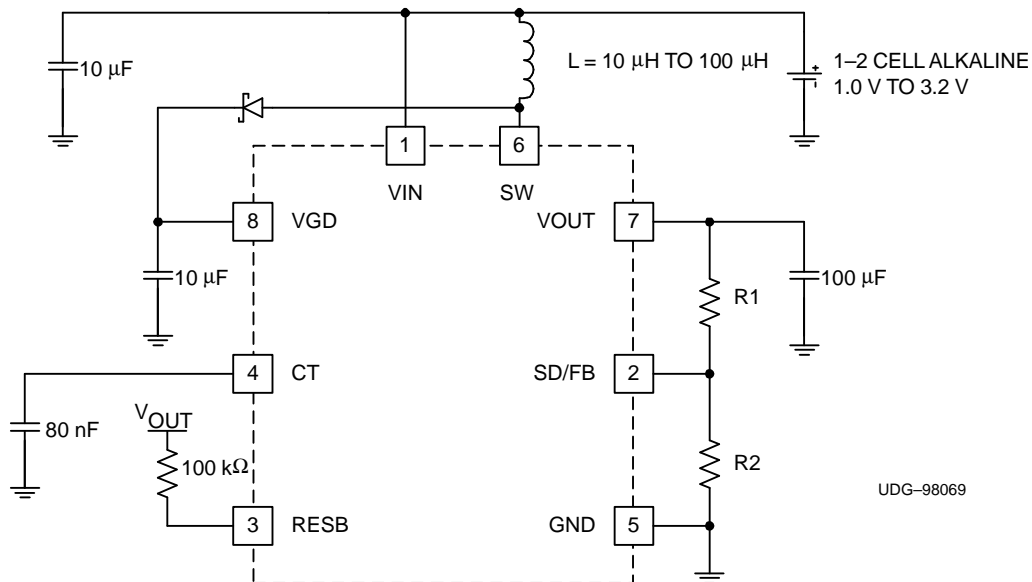 10 μF
L = 10 μH TO 100 μH
1–2 CELL ALKALINE
1.0 V TO 3.2 V
+
-
1
6
VIN
SW
8
VGD
VOUT
7
10 μF
R1
100 μF
4
CT
SD/FB
2
80 nF
VOUT
100 kΩ
R2
UDG–98069
3
RESB
GND
5